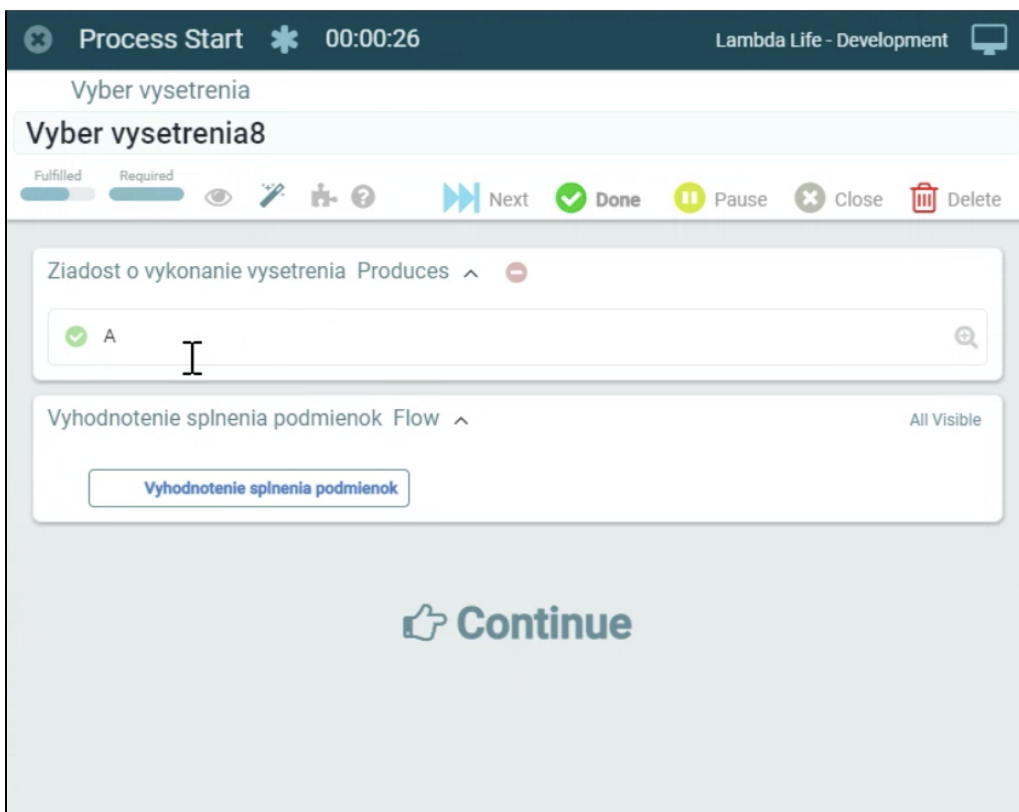 Process Start 00:00:26 Lambda Life - Development
Vyber vysetrenia
Vyber vysetrenia8
Fulfilled Required
Next Done Pause Close Delete
Ziadost o vykonanie vysetrenia Produces
A
Vyhodnotenie splnenia podmienok Flow All Visible
Vyhodnotenie splnenia podmienok
Continue